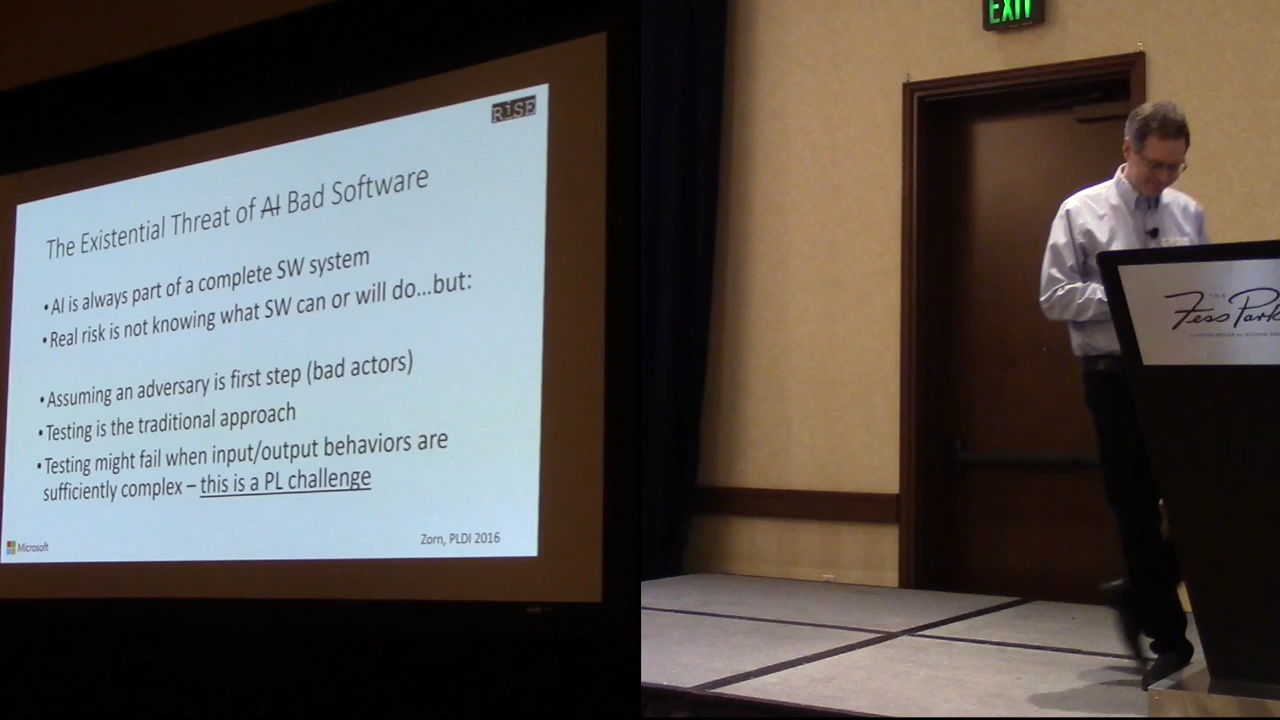 RiSE
The Existential Threat of AI Bad Software
•AI is always part of a complete SW system
•Real risk is not knowing what SW can or will do...but:
•Assuming an adversary is first step (bad actors)
•Testing is the traditional approach
•Testing might fail when input/output behaviors are
sufficiently complex – this is a PL challenge
Microsoft
Zorn, PLDI 2016
EXIT
THE
Fess Park